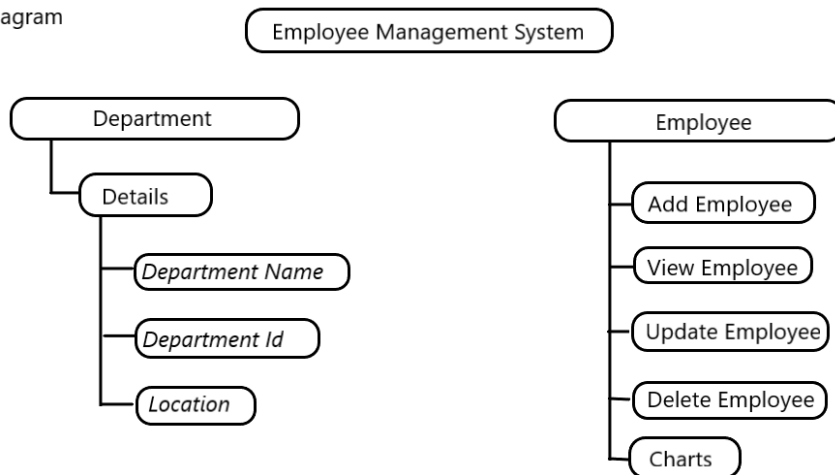 agram
Employee Management System
Department
Details
Department Name
Department Id
Location
Employee
Add Employee
View Employee
Update Employee
Delete Employee
Charts